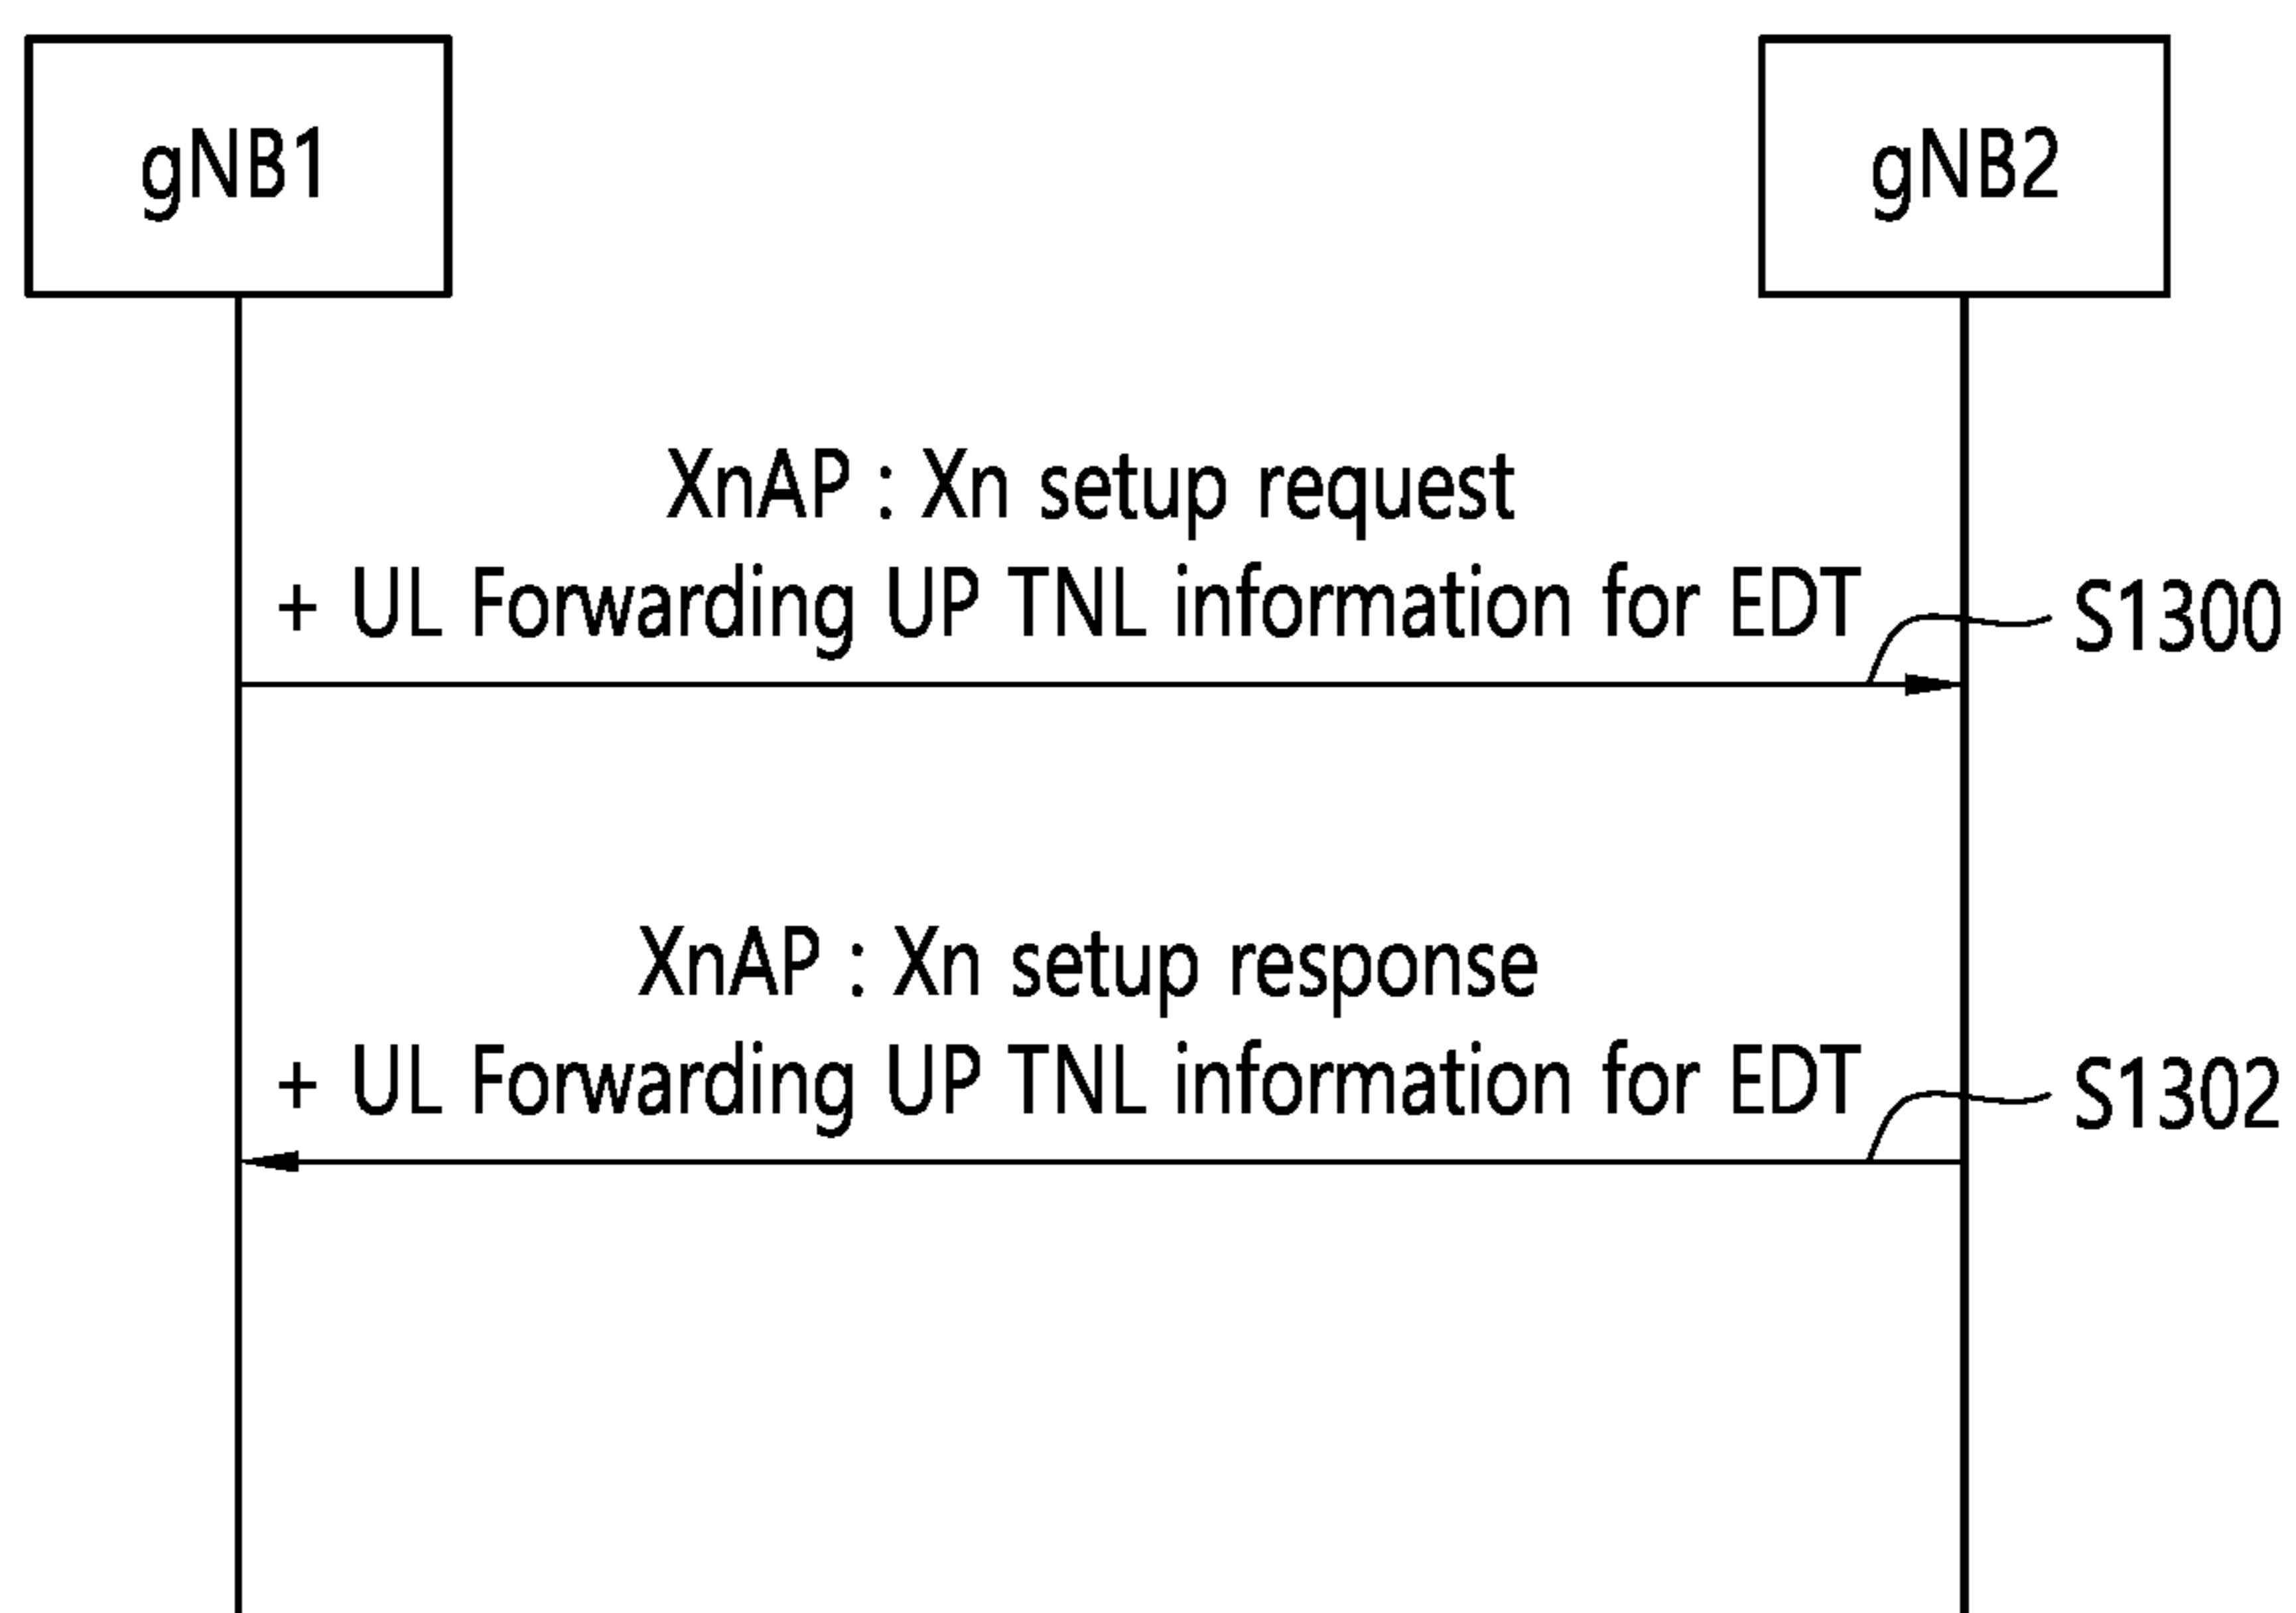 gNB1
gNB2
XnAP : Xn setup request
+ UL Forwarding UP TNL information for EDT
S1300
XnAP : Xn setup response
+ UL Forwarding UP TNL information for EDT
S1302